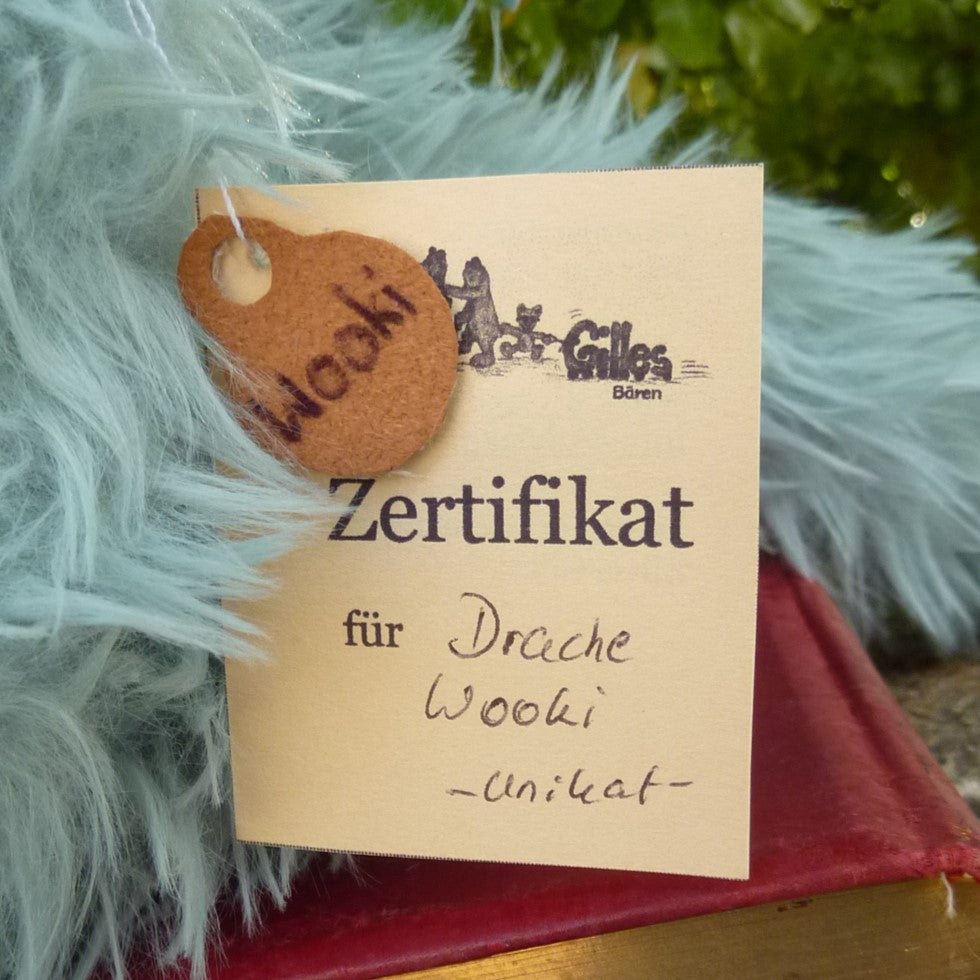 Wooki
Gilles
Bären
Zertifikat
für Drache
Wooki
-Unikat-